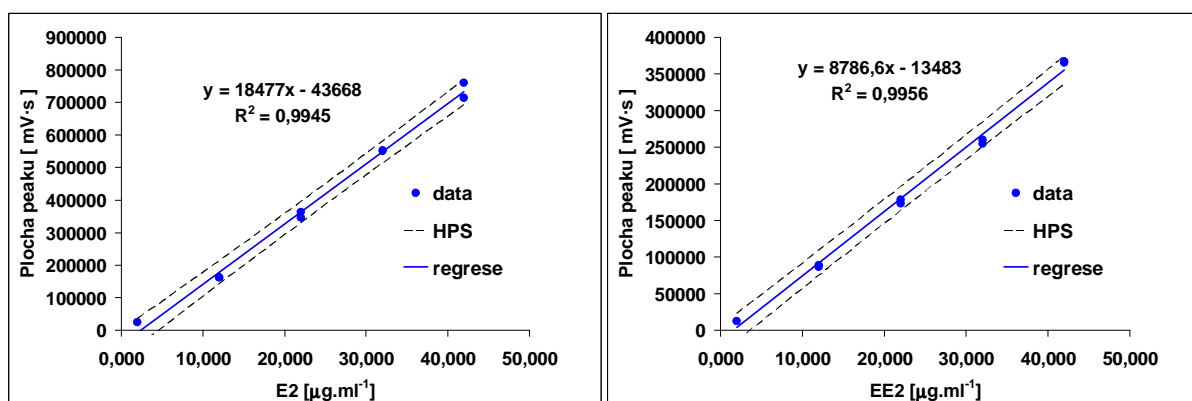 900000
800000
700000
600000
500000
400000
300000
200000
100000
0
Plocha peaku [ mV·s ]
y = 18477x - 43668
R² = 0,9945
data
HPS
regrese
0,000 10,000 20,000 30,000 40,000 50,000
E2 [µg.ml⁻¹]
400000
350000
300000
250000
200000
150000
100000
50000
0
Plocha peaku [ mV·s ]
y = 8786,6x - 13483
R² = 0,9956
data
HPS
regrese
0,000 10,000 20,000 30,000 40,000 50,000
EE2 [µg.ml⁻¹]